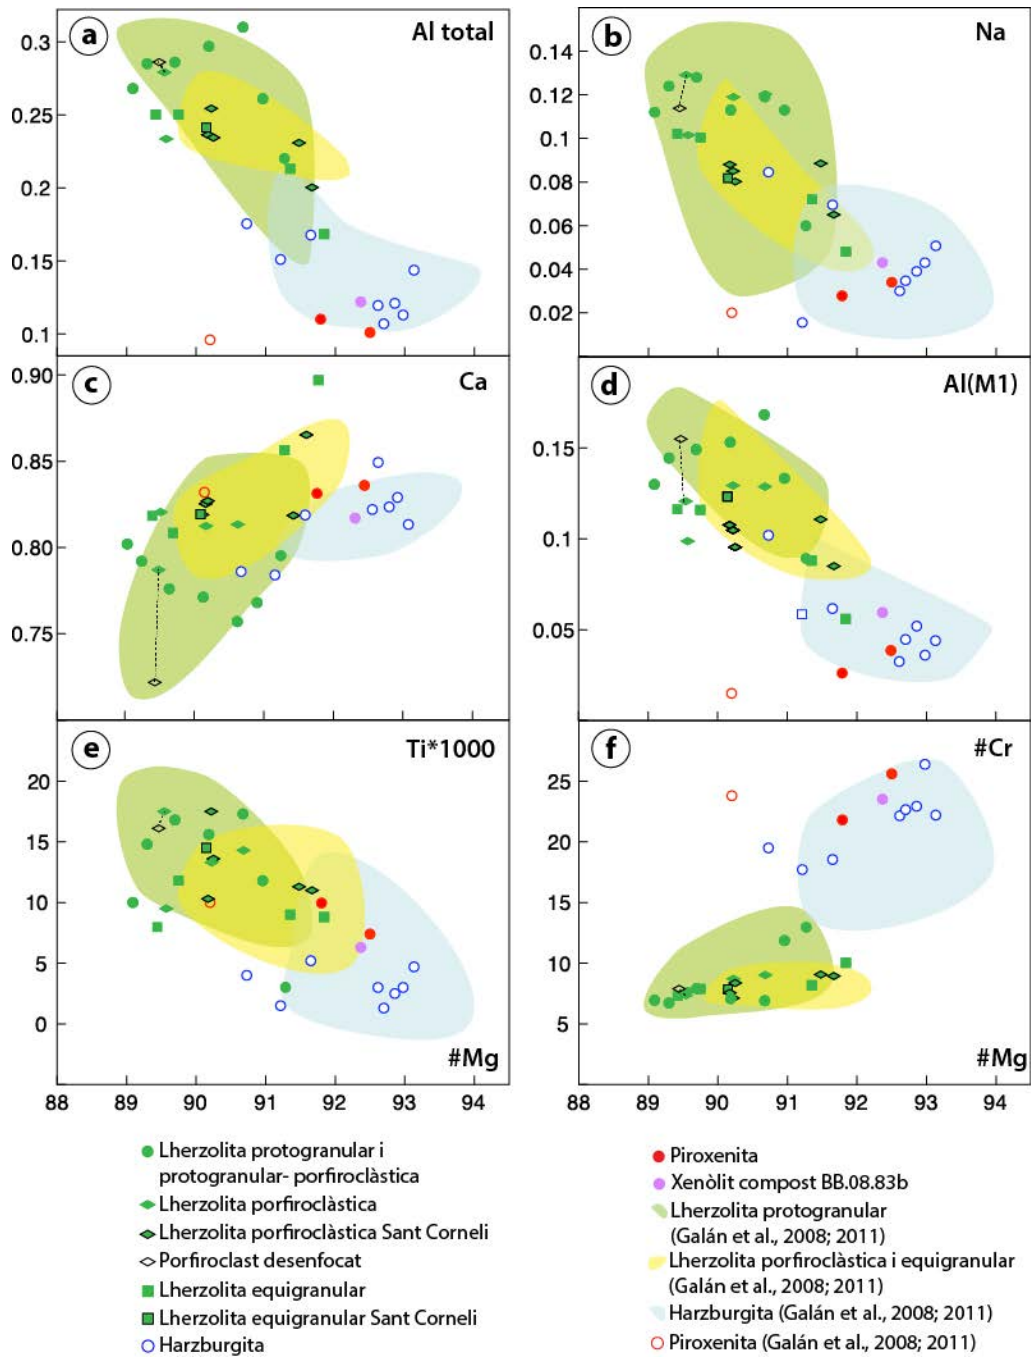 a
Al total
0.3
0.25
0.2
0.15
0.1
b
Na
0.14
0.12
0.1
0.08
0.06
0.04
0.02
c
Ca
0.90
0.85
0.80
0.75
d
Al(M1)
0.15
0.1
0.05
e
Ti*1000
20
15
10
5
0
#Mg
88 89 90 91 92 93 94
f
#Cr
25
20
15
10
5
#Mg
88 89 90 91 92 93 94
Lherzolita protogranular i
protogranular- porfiroclàstica
Lherzolita porfiroclàstica
Lherzolita porfiroclàstica Sant Corneli
Porfiroclast desenfocat
Lherzolita equigranular
Lherzolita equigranular Sant Corneli
Harzburgita
Piroxenita
Xenòlit compost BB.08.83b
Lherzolita protogranular
(Galán et al., 2008; 2011)
Lherzolita porfiroclàstica i equigranular
(Galán et al., 2008; 2011)
Harzburgita (Galán et al., 2008; 2011)
Piroxenita (Galán et al., 2008; 2011)